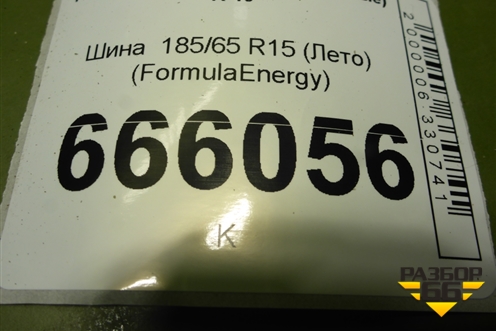 Шина 185/65 R15 (Лето)
(FormulaEnergy)
666056
K
2000006330741
РАЗБОР
66